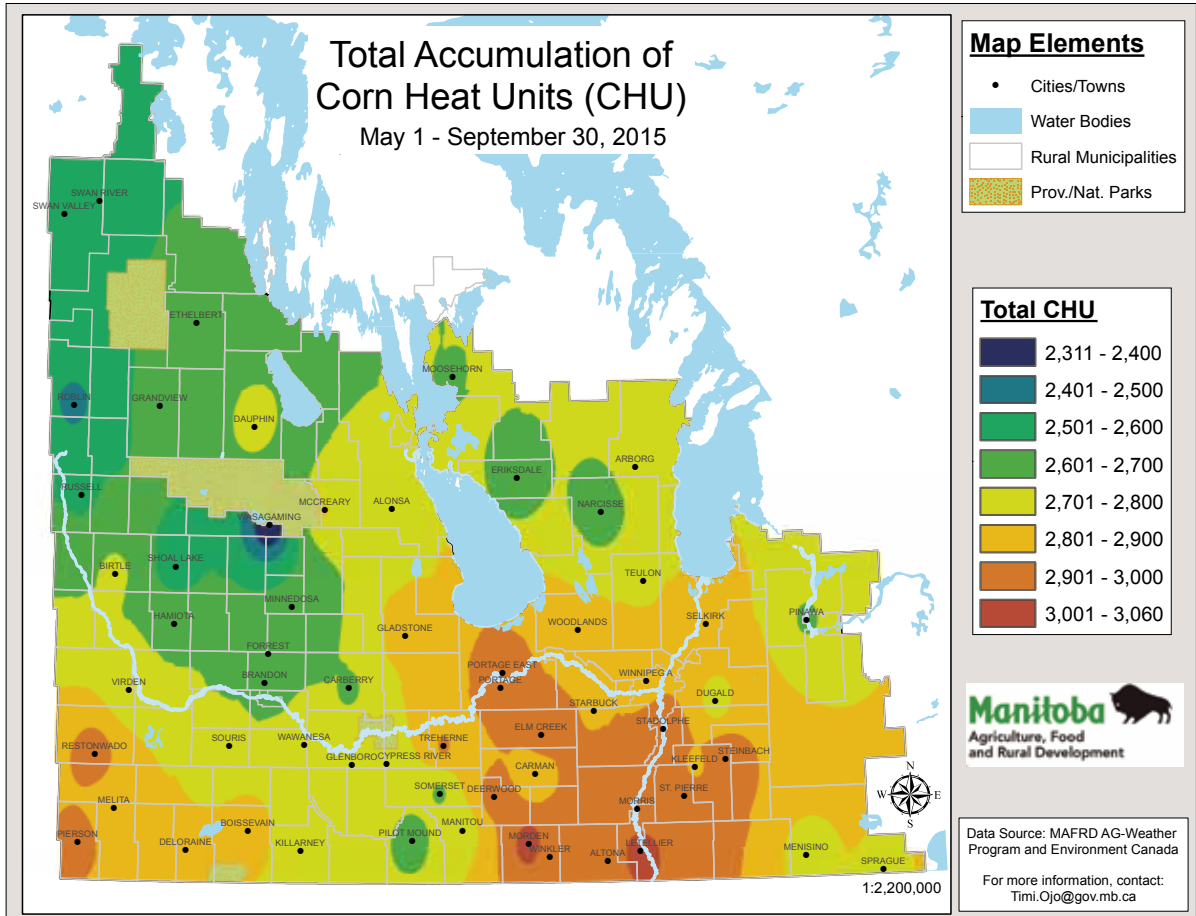 Total Accumulation of
Corn Heat Units (CHU)
May 1 - September 30, 2015
Map Elements
Cities/Towns
Water Bodies
Rural Municipalities
Prov./Nat. Parks
Total CHU
2,311 - 2,400
2,401 - 2,500
2,501 - 2,600
2,601 - 2,700
2,701 - 2,800
2,801 - 2,900
2,901 - 3,000
3,001 - 3,060
SWAN RIVER
SWAN VALLEY
ETHELBERT
MOOSEHORN
ROBLIN
GRANDVIEW
DAUPHIN
ARBORG
ERIKSDALE
RUSSELL
MCCREARY
ALONSA
NARCISSE
WASAGAMING
SHOAL LAKE
BIRTLE
TEULON
MINNEDOSA
HAMIOTA
GLADSTONE
WOODLANDS
SELKIRK
PINAWA
FORREST
PORTAGE EAST
BRANDON
CARBERRY
PORTAGE
WINNIPEG A
VIRDEN
STARBUCK
DUGALD
ELM CREEK
STADOLPHE
RESTONWADO
SOURIS
WAWANESA
TREHERNE
GLENBORO
CYPRESS RIVER
CARMAN
KLEEFELD
STEINBACH
SOMERSET
DEERWOOD
ST. PIERRE
MELITA
MORRIS
BOISSEVAIN
PIERSON
DELORAINE
KILLARNEY
PILOT MOUND
MANITOU
MORDEN
WINKLER
ALTONA
LETELLIER
MENISINO
SPRAGUE
1:2,200,000
Manitoba
Agriculture, Food
and Rural Development
N
W
E
S
Data Source: MAFRD AG-Weather
Program and Environment Canada
For more information, contact:
Timi.Ojo@gov.mb.ca